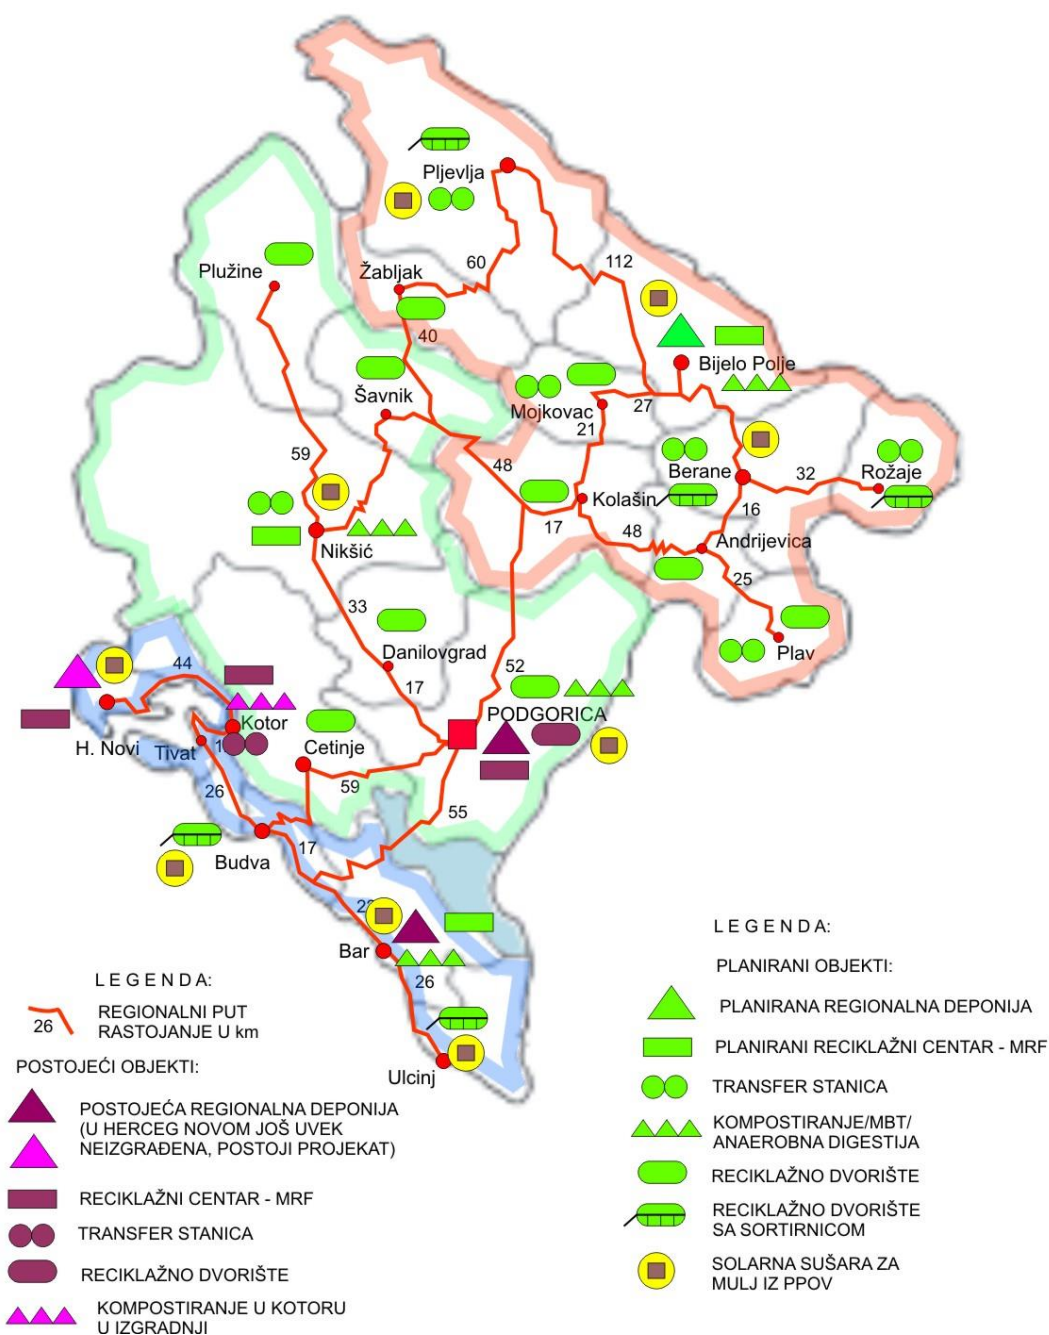 Pljevlja
Plužine
Žabljak
60
112
40
Bijelo Polje
Šavnik
Mojkovac
27
21
59
48
Berane
32
Rožaje
Kolašin
17
16
Nikšić
48
Andrijevica
25
33
Danilovgrad
Plav
52
17
44
PODGORICA
Kotor
H. Novi
Tivat
Cetinje
59
26
55
17
Budva
Bar
26
Ulcinj
L E G E N D A:
26
REGIONALNI PUT
RASTOJANJE U km
POSTOJEĆI OBJEKTI:
POSTOJEĆA REGIONALNA DEPONIJA
(U HERCEG NOVOM JOŠ UVEK
NEIZGRAĐENA, POSTOJI PROJEKAT)
RECIKLAŽNI CENTAR - MRF
TRANSFER STANICA
RECIKLAŽNO DVORIŠTE
KOMPOSTIRANJE U KOTORU
U IZGRADNJI
L E G E N D A:
PLANIRANI OBJEKTI:
PLANIRANA REGIONALNA DEPONIJA
PLANIRANI RECIKLAŽNI CENTAR - MRF
TRANSFER STANICA
KOMPOSTIRANJE/MBT/
ANAEROBNA DIGESTIJA
RECIKLAŽNO DVORIŠTE
RECIKLAŽNO DVORIŠTE
SA SORTIRNICOM
SOLARNA SUŠARA ZA
MULJ IZ PPOV